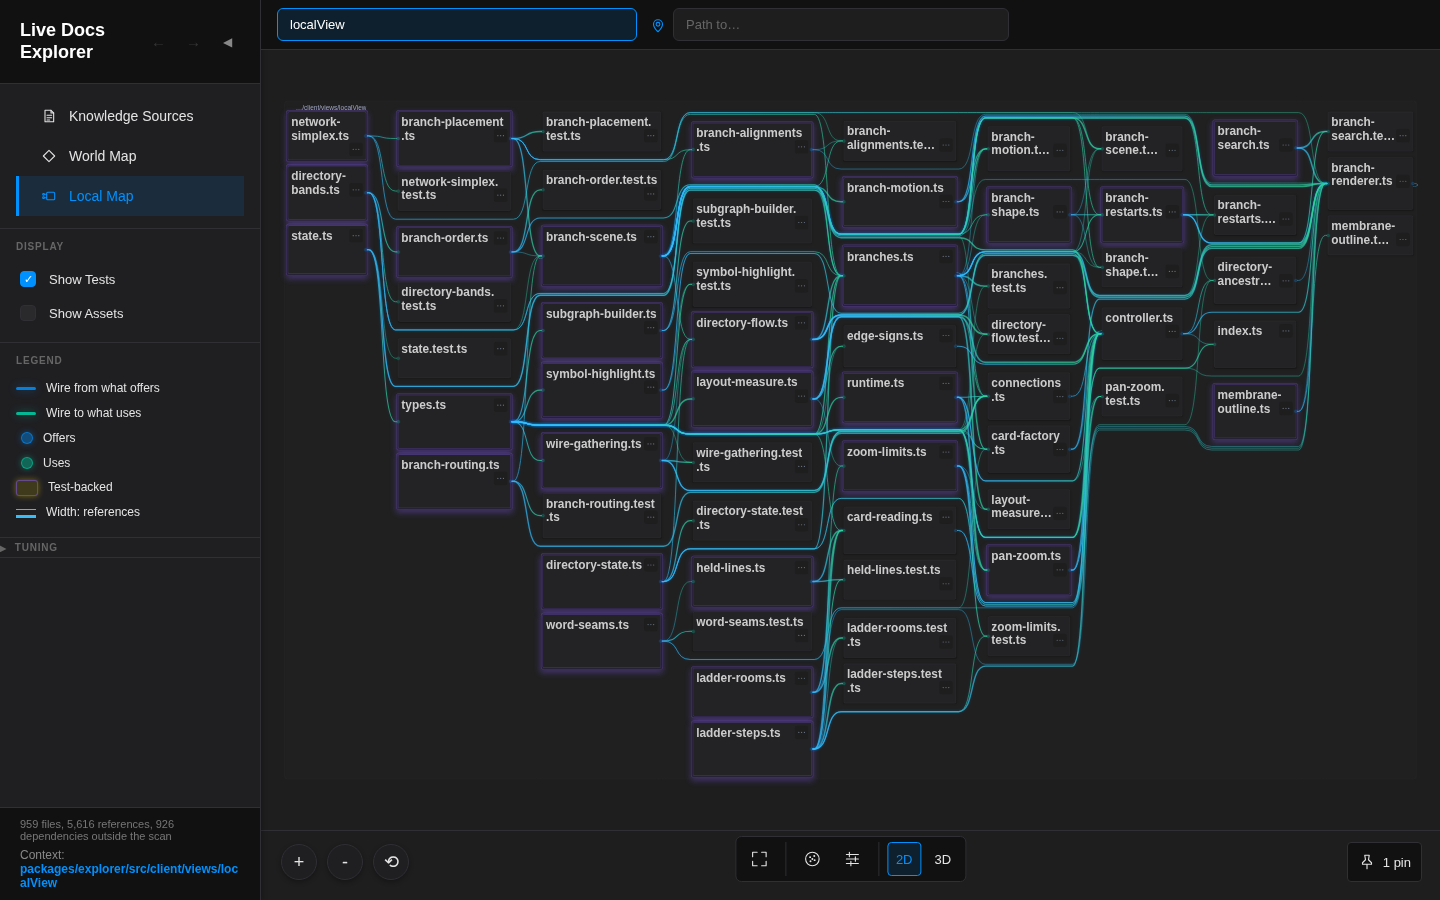 Live Docs
Explorer
← → ◀
localView
Path to…
Knowledge Sources
World Map
Local Map
DISPLAY
Show Tests
Show Assets
LEGEND
Wire from what offers
Wire to what uses
Offers
Uses
Test-backed
Width: references
TUNING
959 files, 5,616 references, 926
dependencies outside the scan
Context:
packages/explorer/src/client/views/loc
alView
…/client/views/localView
network-
simplex.ts
directory-
bands.ts
state.ts
branch-placement
.ts
network-simplex.
test.ts
branch-order.ts
directory-bands.
test.ts
state.test.ts
types.ts
branch-routing.ts
branch-placement.
test.ts
branch-order.test.ts
branch-scene.ts
subgraph-builder.ts
symbol-highlight.ts
wire-gathering.ts
branch-routing.test
.ts
directory-state.ts
word-seams.ts
branch-alignments
.ts
subgraph-builder.
test.ts
symbol-highlight.
test.ts
directory-flow.ts
layout-measure.ts
wire-gathering.test
.ts
directory-state.test
.ts
held-lines.ts
word-seams.test.ts
ladder-rooms.ts
ladder-steps.ts
branch-
alignments.te…
branch-motion.ts
branches.ts
edge-signs.ts
runtime.ts
zoom-limits.ts
card-reading.ts
held-lines.test.ts
ladder-rooms.test
.ts
ladder-steps.test
.ts
branch-
motion.t…
branch-
shape.ts
branches.
test.ts
directory-
flow.test…
connections
.ts
card-factory
.ts
layout-
measure…
pan-zoom.ts
zoom-limits.
test.ts
branch-
scene.t…
branch-
restarts.ts
branch-
shape.t…
controller.ts
pan-zoom.
test.ts
branch-
search.ts
branch-
restarts.…
directory-
ancestr…
index.ts
membrane-
outline.ts
branch-
search.te…
branch-
renderer.ts
membrane-
outline.t…
+
-
⟲
2D
3D
1 pin